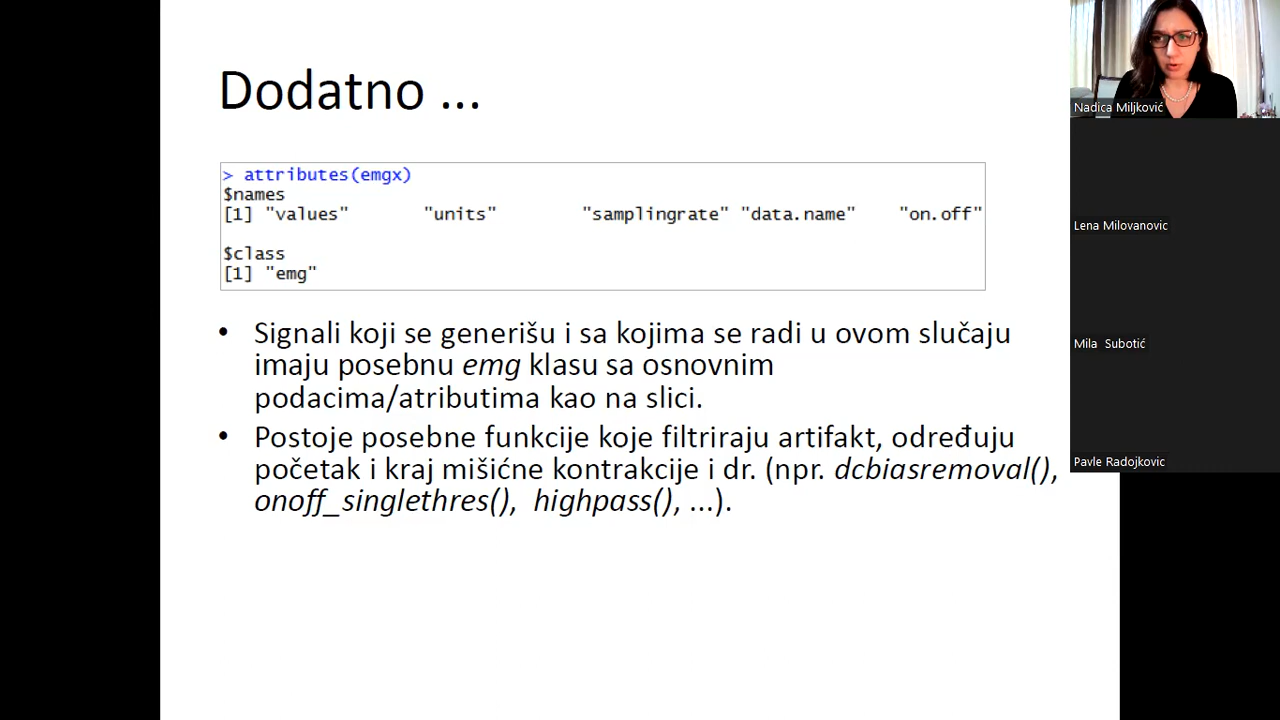 Dodatno ...
> attributes(emgx)
$names
[1] "values" "units" "samplingrate" "data.name" "on.off"
$class
[1] "emg"
• Signali koji se generišu i sa kojima se radi u ovom slučaju
imaju posebnu emg klasu sa osnovnim
podacima/atributima kao na slici.
• Postoje posebne funkcije koje filtriraju artifakt, određuju
početak i kraj mišićne kontrakcije i dr. (npr. dcbiasremoval(),
onoff_singlethres(), highpass(), ...).
Nadica Miljković
Lena Milovanovic
Mila Subotić
Pavle Radojkovic